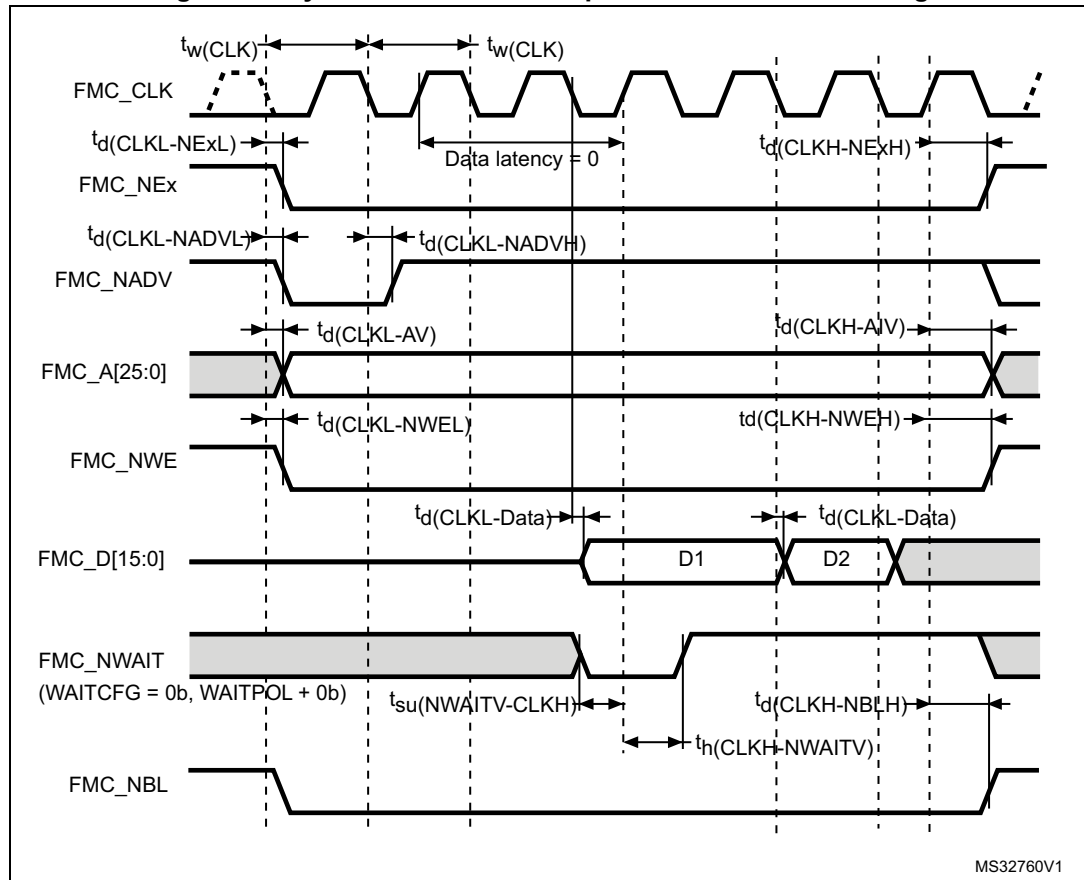 tw(CLK) tw(CLK)
FMC_CLK
td(CLKL-NExL) Data latency = 0 td(CLKH-NExH)
FMC_NEx
td(CLKL-NADVL) td(CLKL-NADVH)
FMC_NADV
td(CLKL-AV) td(CLKH-AIV)
FMC_A[25:0]
td(CLKL-NWEL) td(CLKH-NWEH)
FMC_NWE
td(CLKL-Data) td(CLKL-Data)
FMC_D[15:0] D1 D2
FMC_NWAIT
(WAITCFG = 0b, WAITPOL + 0b)
tsu(NWAITV-CLKH) td(CLKH-NBLH)
th(CLKH-NWAITV)
FMC_NBL
MS32760V1